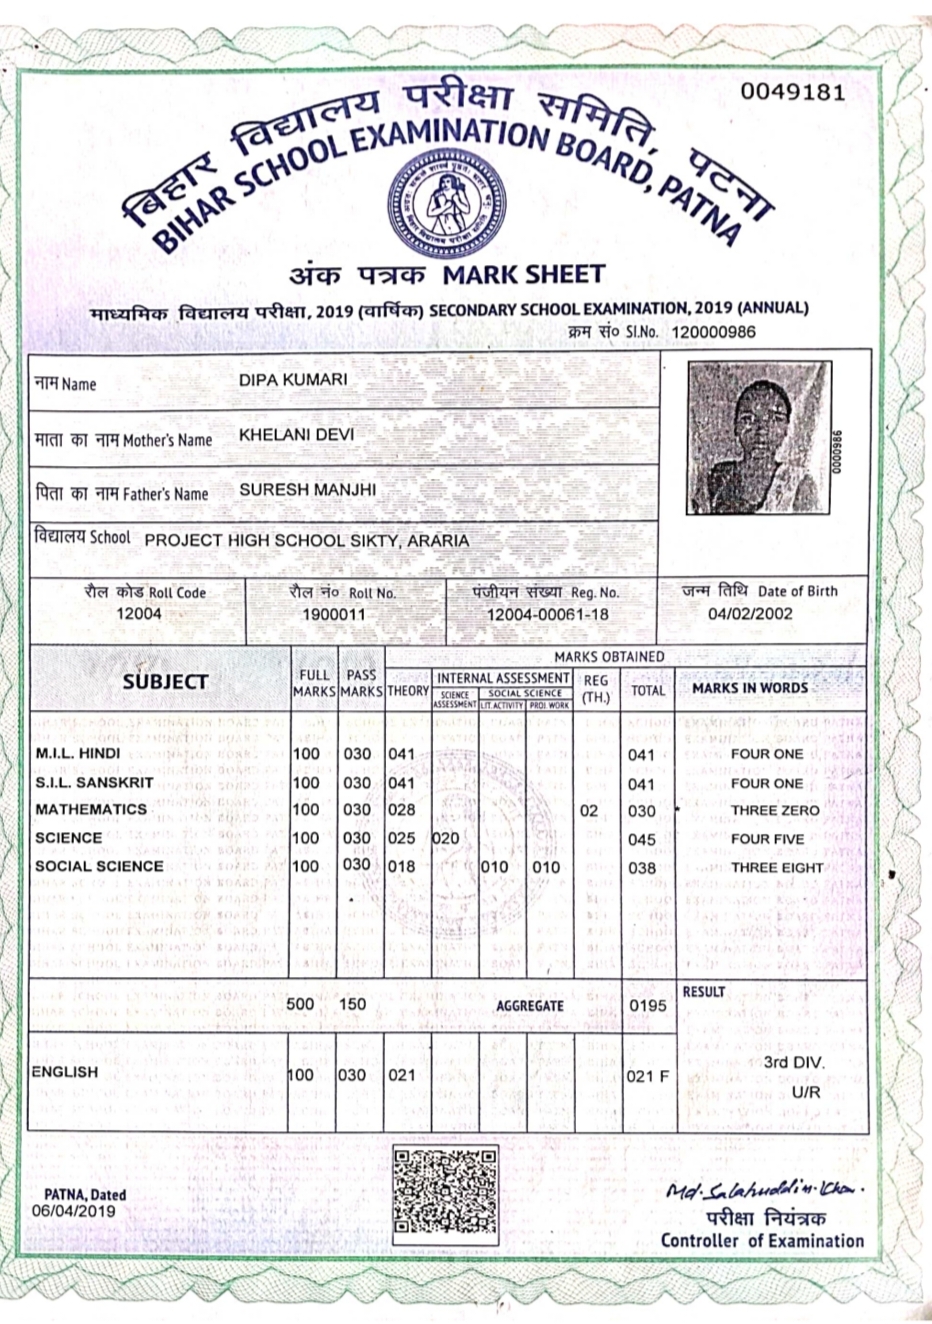 0049181
बिहार विद्यालय परीक्षा समिति, पटना
BIHAR SCHOOL EXAMINATION BOARD, PATNA
अंक पत्रक MARK SHEET
माध्यमिक विद्यालय परीक्षा, 2019 (वार्षिक) SECONDARY SCHOOL EXAMINATION, 2019 (ANNUAL)
क्रम सं० Sl.No. 120000986
नाम Name DIPA KUMARI
माता का नाम Mother's Name KHELANI DEVI
पिता का नाम Father's Name SURESH MANJHI
विद्यालय School PROJECT HIGH SCHOOL SIKTY, ARARIA
0000986
रौल कोड Roll Code रौल नं० Roll No. पंजीयन संख्या Reg. No. जन्म तिथि Date of Birth
12004 1900011 12004-00061-18 04/02/2002
SUBJECT FULL MARKS PASS MARKS MARKS OBTAINED
THEORY INTERNAL ASSESSMENT REG (TH.) TOTAL MARKS IN WORDS
SCIENCE ASSESSMENT SOCIAL SCIENCE
LIT.ACTIVITY PROJ. WORK
M.I.L. HINDI 100 030 041 041 FOUR ONE
S.I.L. SANSKRIT 100 030 041 041 FOUR ONE
MATHEMATICS 100 030 028 02 030 THREE ZERO
SCIENCE 100 030 025 020 045 FOUR FIVE
SOCIAL SCIENCE 100 030 018 010 010 038 THREE EIGHT
500 150 AGGREGATE 0195 RESULT
ENGLISH 100 030 021 021 F 3rd DIV.
U/R
PATNA, Dated
06/04/2019
Md. Salahuddin Khan.
परीक्षा नियंत्रक
Controller of Examination